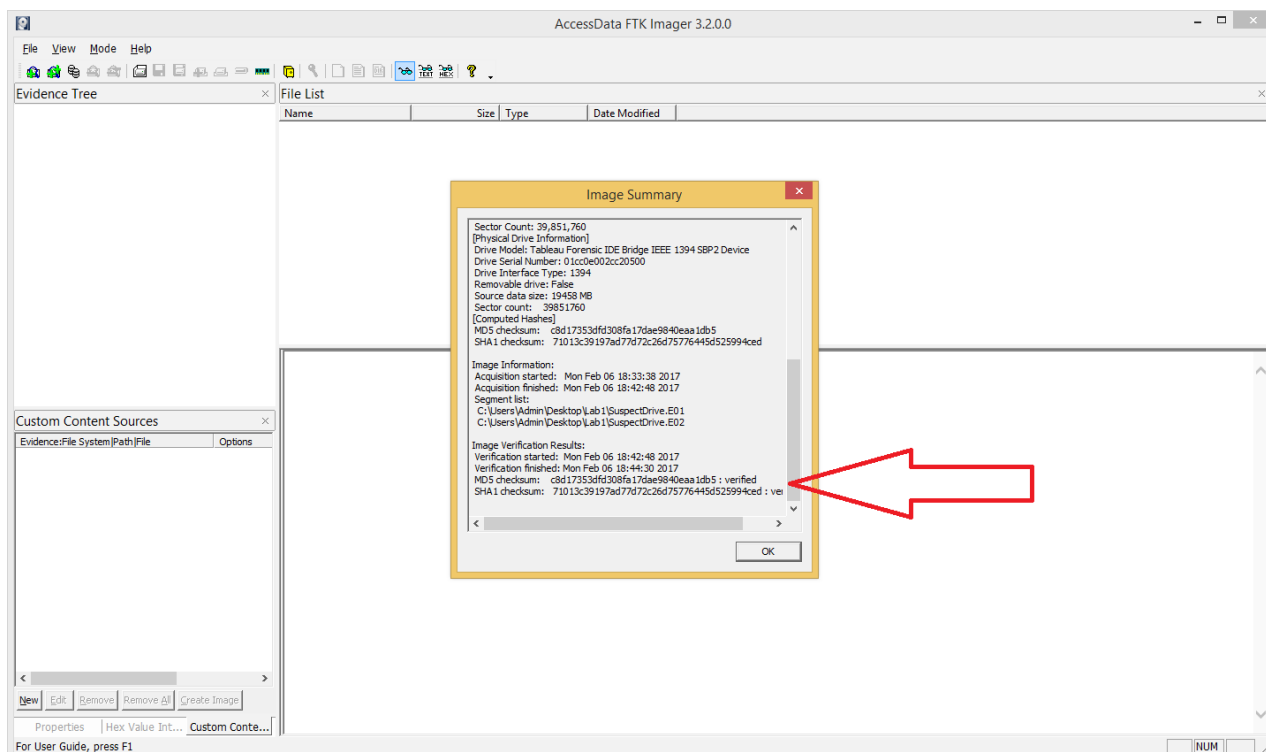 AccessData FTK Imager 3.2.0.0
File View Mode Help
TEXT HEX
Evidence Tree
File List
Name Size Type Date Modified
Image Summary
Sector Count: 39,851,760
[Physical Drive Information]
Drive Model: Tableau Forensic IDE Bridge IEEE 1394 SBP2 Device
Drive Serial Number: 01cc0e002cc20500
Drive Interface Type: 1394
Removable drive: False
Source data size: 19458 MB
Sector count: 39851760
[Computed Hashes]
MD5 checksum: c8d17353dfd308fa17dae9840eaa1db5
SHA1 checksum: 71013c39197ad77d72c26d75776445d525994ced
Image Information:
Acquisition started: Mon Feb 06 18:33:38 2017
Acquisition finished: Mon Feb 06 18:42:48 2017
Segment list:
C:\Users\Admin\Desktop\Lab1\SuspectDrive.E01
C:\Users\Admin\Desktop\Lab1\SuspectDrive.E02
Image Verification Results:
Verification started: Mon Feb 06 18:42:48 2017
Verification finished: Mon Feb 06 18:44:30 2017
MD5 checksum: c8d17353dfd308fa17dae9840eaa1db5 : verified
SHA1 checksum: 71013c39197ad77d72c26d75776445d525994ced : ver
OK
Custom Content Sources
Evidence:File System|Path|File Options
New Edit Remove Remove All Create Image
Properties Hex Value Int... Custom Conte...
For User Guide, press F1
NUM